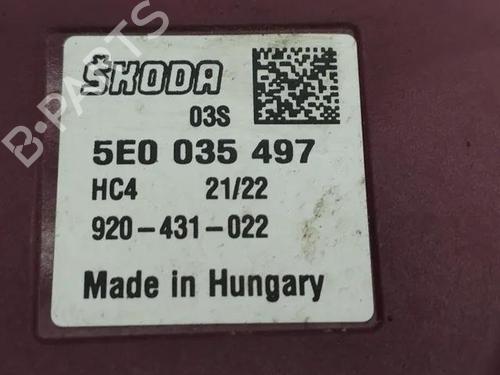 B-PARTS
ŠKODA
03S
5E0 035 497
HC4 21/22
920-431-022
Made in Hungary